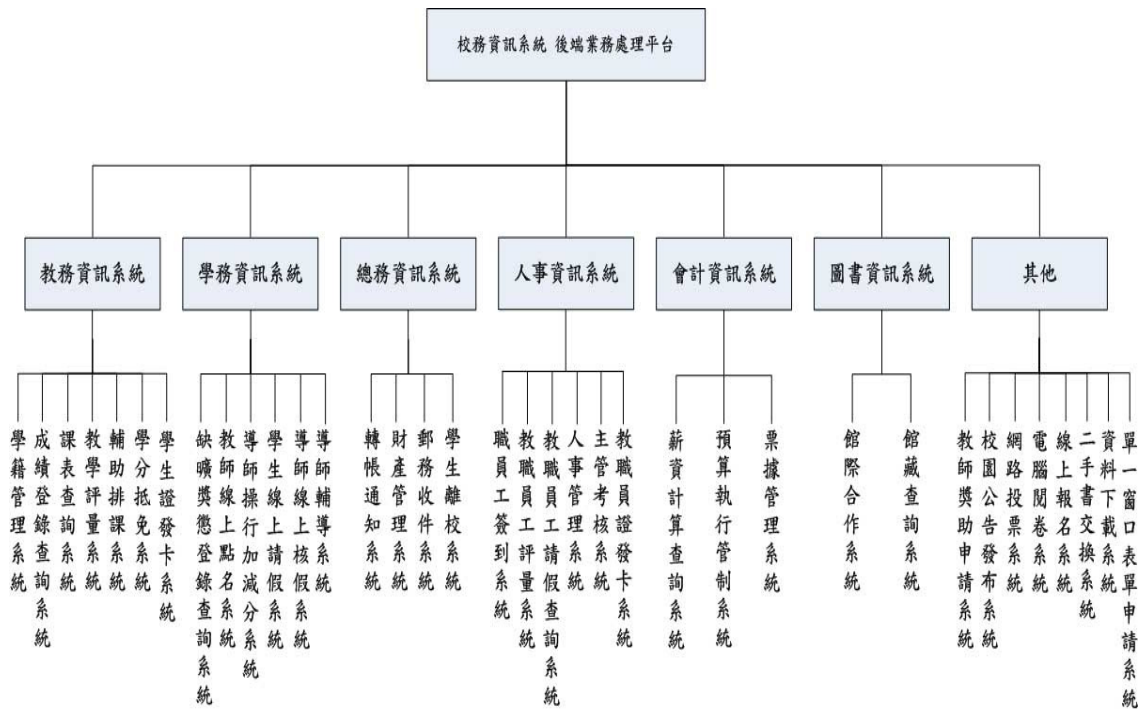 校務資訊系統 後端業務處理平台
教務資訊系統
學務資訊系統
總務資訊系統
人事資訊系統
會計資訊系統
圖書資訊系統
其他
學籍管理系統
成績登錄查詢系統
課表查詢系統
教學評量系統
輔助排課系統
學分抵免系統
學生證發卡系統
缺曠獎懲登錄查詢系統
教師線上點名系統
導師操行加減分系統
學生線上請假系統
導師線上核假系統
導師輔導系統
轉帳通知系統
財產管理系統
郵務收件系統
學生離校系統
職員工簽到系統
教職員工評量系統
教職員工請假查詢系統
人事管理系統
主管考核系統
教職員證發卡系統
薪資計算查詢系統
預算執行管制系統
票據管理系統
館際合作系統
館藏查詢系統
教師獎助申請系統
校園公告發布系統
網路投票系統
電腦閱卷系統
線上報名系統
二手書交換系統
資料下載系統
單一窗口表單申請系統